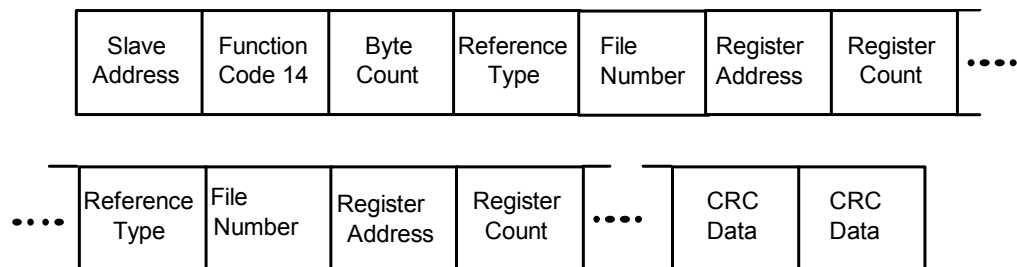 Slave Address
Function Code 14
Byte Count
Reference Type
File Number
Register Address
Register Count
Reference Type
File Number
Register Address
Register Count
CRC Data
CRC Data